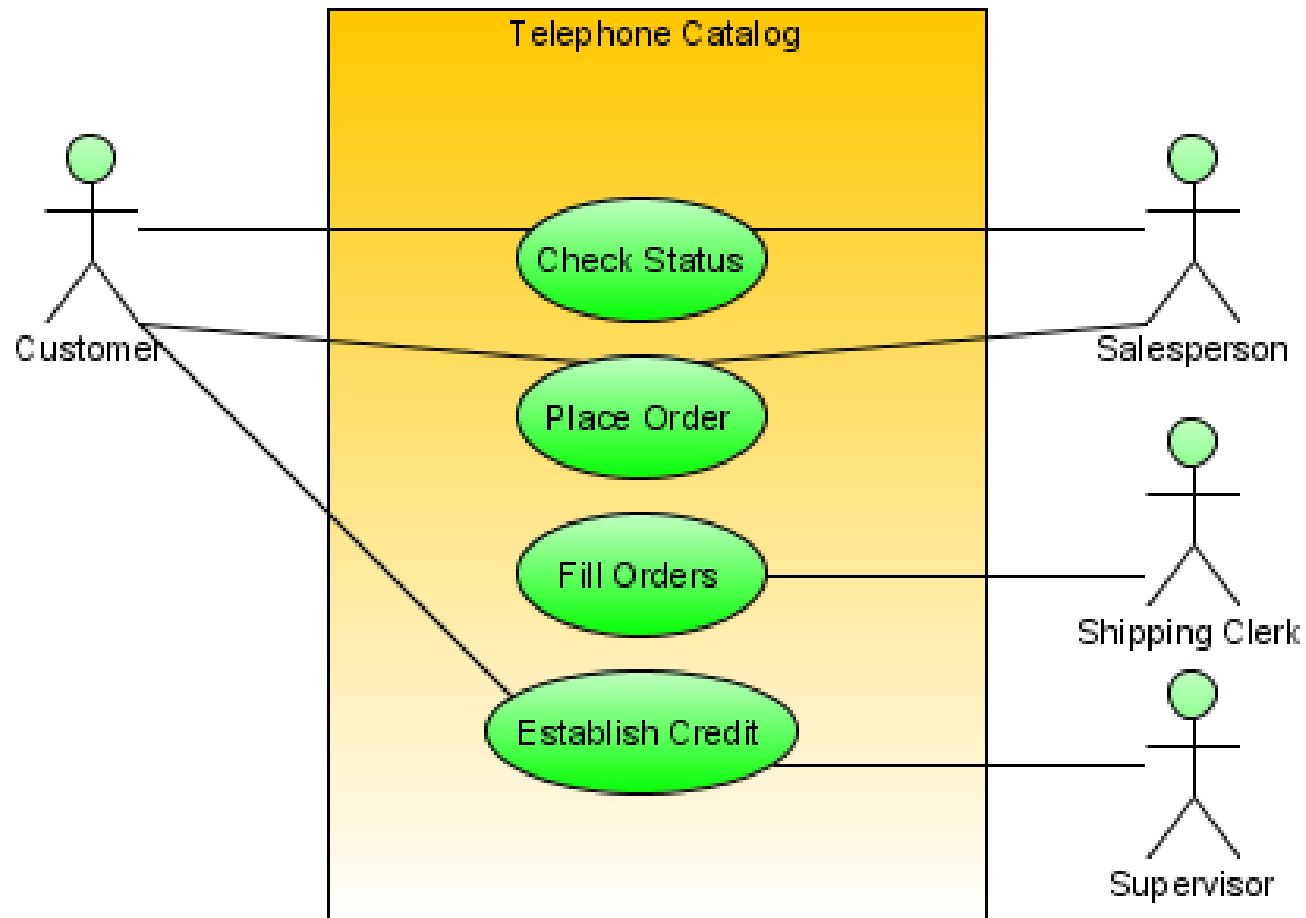 Telephone Catalog
Check Status
Customer
Salesperson
Place Order
Fill Orders
Shipping Clerk
Establish Credit
Supervisor